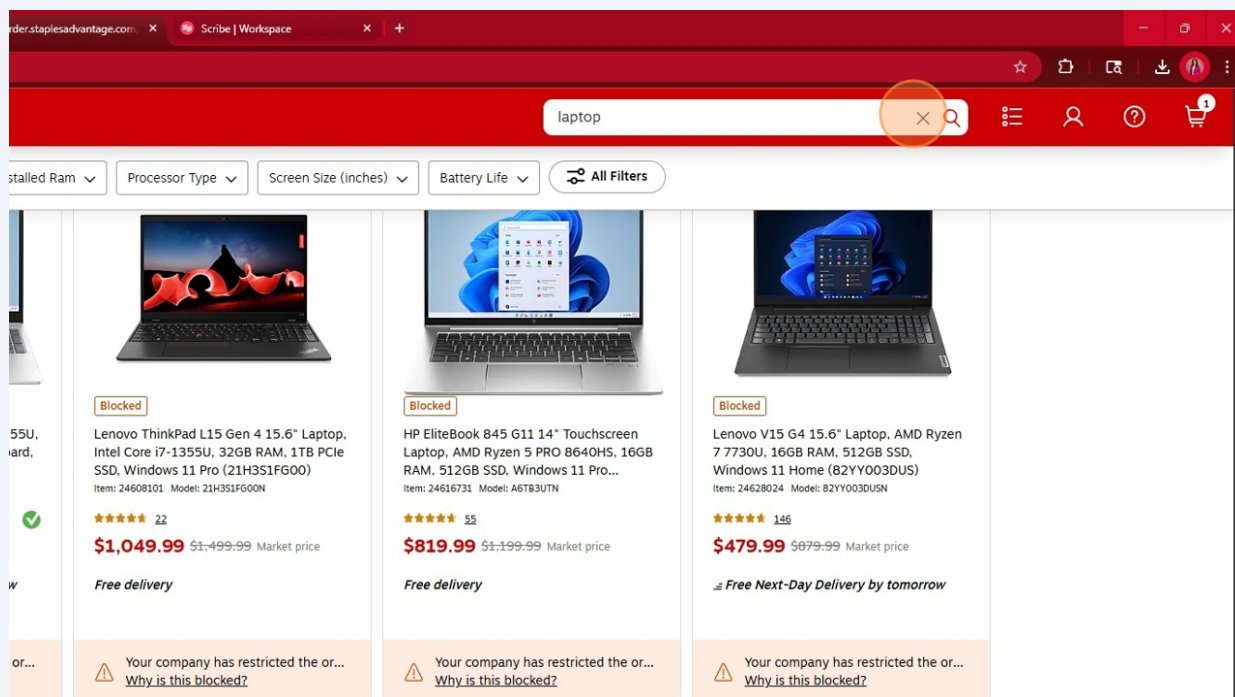 rder.staplesadvantage.com
Scribe | Workspace
laptop
1
stalled Ram
Processor Type
Screen Size (inches)
Battery Life
All Filters
55U,
oard,
w
or...
Blocked
Lenovo ThinkPad L15 Gen 4 15.6" Laptop,
Intel Core i7-1355U, 32GB RAM, 1TB PCIe
SSD, Windows 11 Pro (21H3S1FG00)
Item: 24608101 Model: 21H3S1FG00N
22
$1,049.99 $1,499.99 Market price
Free delivery
Your company has restricted the or...
Why is this blocked?
Blocked
HP EliteBook 845 G11 14" Touchscreen
Laptop, AMD Ryzen 5 PRO 8640HS, 16GB
RAM, 512GB SSD, Windows 11 Pro...
Item: 24616731 Model: A6TB3UTN
55
$819.99 $1,199.99 Market price
Free delivery
Your company has restricted the or...
Why is this blocked?
Blocked
Lenovo V15 G4 15.6" Laptop, AMD Ryzen
7 7730U, 16GB RAM, 512GB SSD,
Windows 11 Home (82YY003DUS)
Item: 24628024 Model: 82YY003DUSN
146
$479.99 $879.99 Market price
Free Next-Day Delivery by tomorrow
Your company has restricted the or...
Why is this blocked?